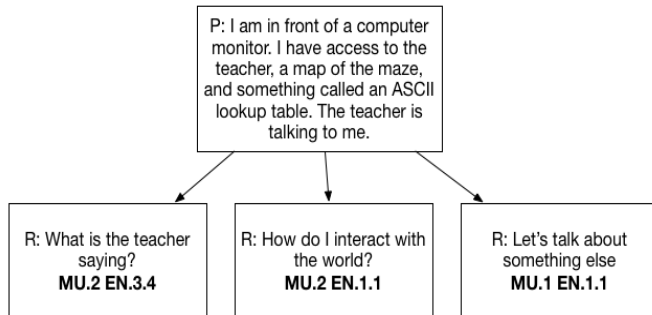 P: I am in front of a computer
monitor. I have access to the
teacher, a map of the maze,
and something called an ASCII
lookup table. The teacher is
talking to me.
R: What is the teacher
saying?
MU.2 EN.3.4
R: How do I interact with
the world?
MU.2 EN.1.1
R: Let's talk about
something else
MU.1 EN.1.1